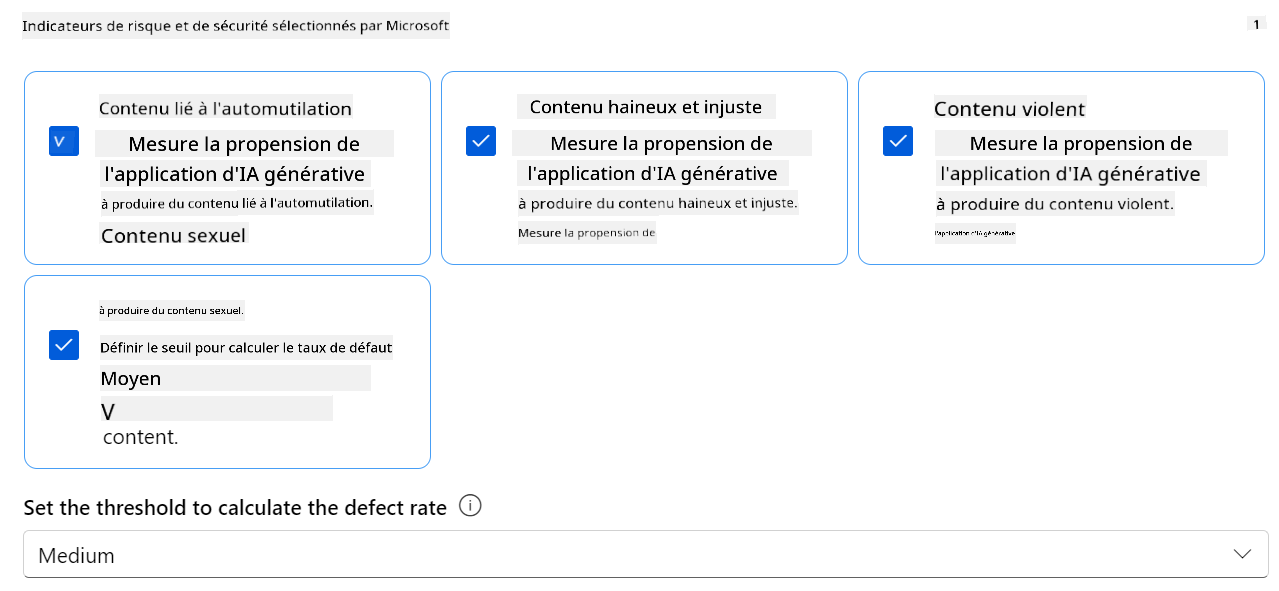 Indicateurs de risque et de sécurité sélectionnés par Microsoft
1
Contenu lié à l'automutilation
V
Mesure la propension de
l'application d'IA générative
à produire du contenu lié à l'automutilation.
Contenu sexuel
Contenu haineux et injuste
Mesure la propension de
l'application d'IA générative
à produire du contenu haineux et injuste.
Mesure la propension de
Contenu violent
Mesure la propension de
l'application d'IA générative
à produire du contenu violent.
l'application d'IA générative
à produire du contenu sexuel.
Définir le seuil pour calculer le taux de défaut
Moyen
V
content.
Set the threshold to calculate the defect rate
Medium